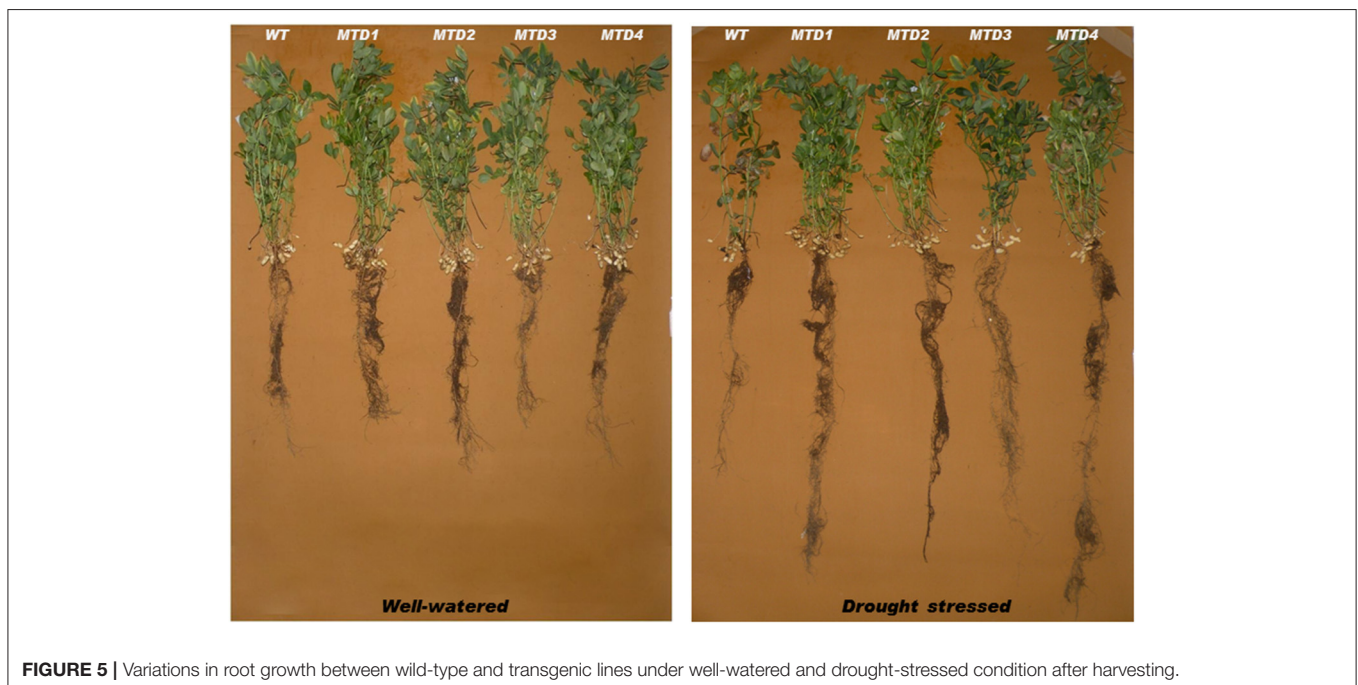 WT MTD1 MTD2 MTD3 MTD4
Well-watered
WT MTD1 MTD2 MTD3 MTD4
Drought stressed
FIGURE 5 | Variations in root growth between wild-type and transgenic lines under well-watered and drought-stressed condition after harvesting.